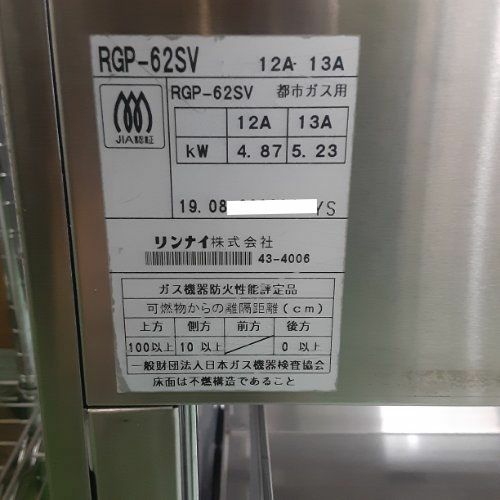 RGP-62SV 12A- 13A
RGP-62SV 都市ガス用
JIA認証
12A 13A
kW 4.87 5.23
19.08 YS
リンナイ株式会社
43-4006
ガス機器防火性能評定品
可燃物からの離隔距離(cm)
上方 側方 前方 後方
100以上 10以上 0以上
一般財団法人日本ガス機器検査協会
床面は不燃構造であること